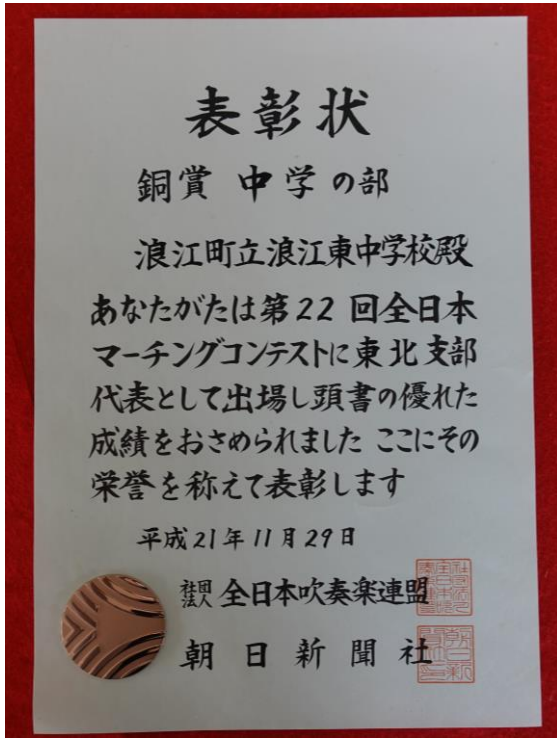 表彰状
銅賞 中学の部
浪江町立浪江東中学校殿
あなたがたは第22回全日本
マーチングコンテストに東北支部
代表として出場し頭書の優れた
成績をおさめられました ここにその
栄誉を称えて表彰します
平成21年11月29日
社団法人 全日本吹奏楽連盟
朝日新聞社